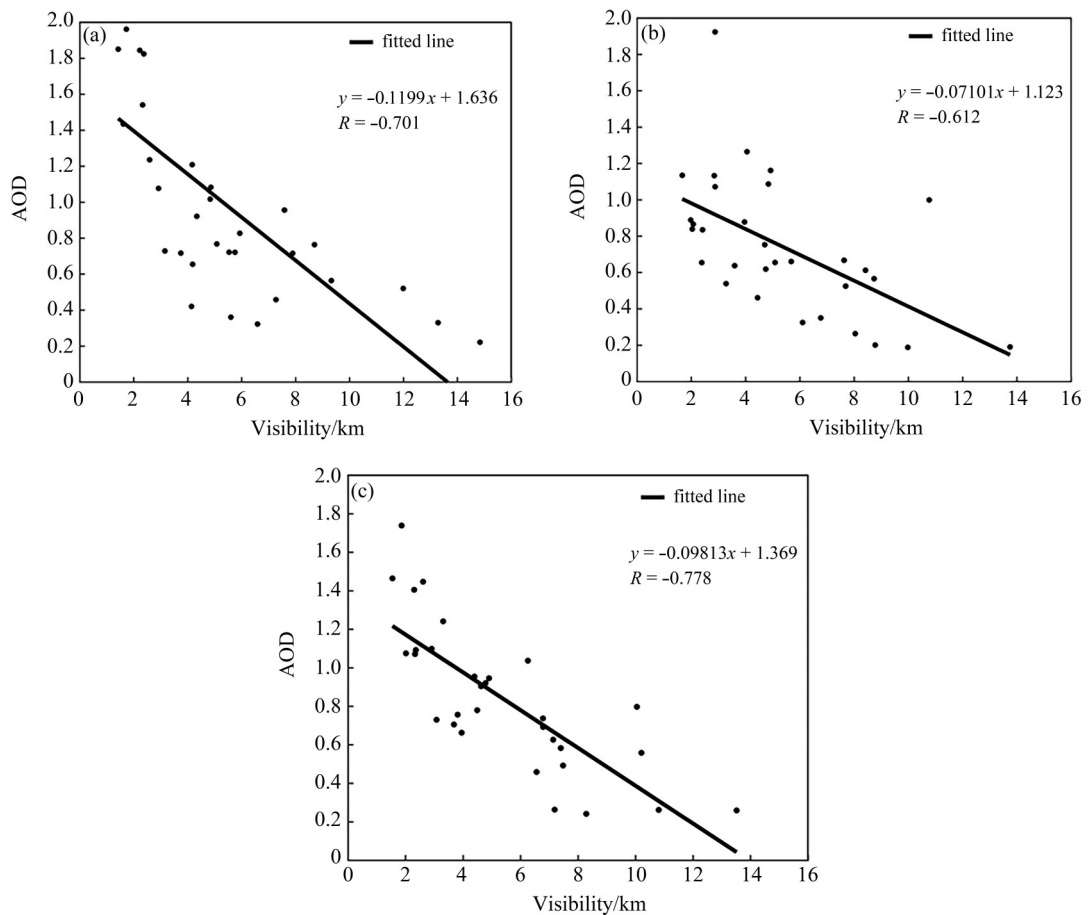 (a)
fitted line
y = –0.1199x + 1.636
R = –0.701
2.0
1.8
1.6
1.4
1.2
1.0
0.8
0.6
0.4
0.2
0
AOD
0 2 4 6 8 10 12 14 16
Visibility/km
(b)
fitted line
y = –0.07101x + 1.123
R = –0.612
2.0
1.8
1.6
1.4
1.2
1.0
0.8
0.6
0.4
0.2
0
AOD
0 2 4 6 8 10 12 14 16
Visibility/km
(c)
fitted line
y = –0.09813x + 1.369
R = –0.778
2.0
1.8
1.6
1.4
1.2
1.0
0.8
0.6
0.4
0.2
0
AOD
0 2 4 6 8 10 12 14 16
Visibility/km